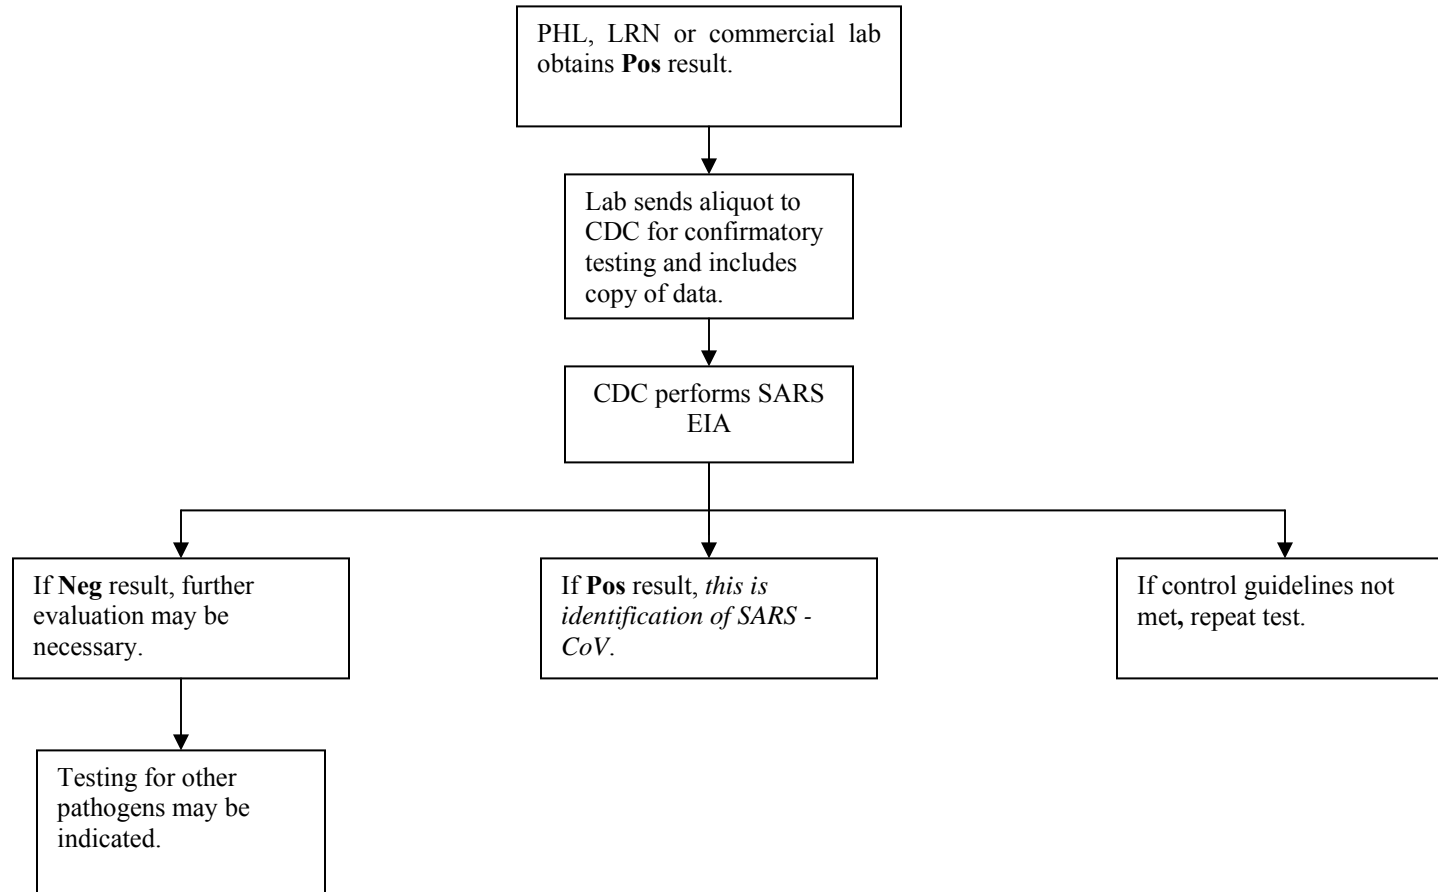 PHL, LRN or commercial lab
obtains Pos result.
Lab sends aliquot to
CDC for confirmatory
testing and includes
copy of data.
CDC performs SARS
EIA
If Neg result, further
evaluation may be
necessary.
If Pos result, this is
identification of SARS -
CoV.
If control guidelines not
met, repeat test.
Testing for other
pathogens may be
indicated.